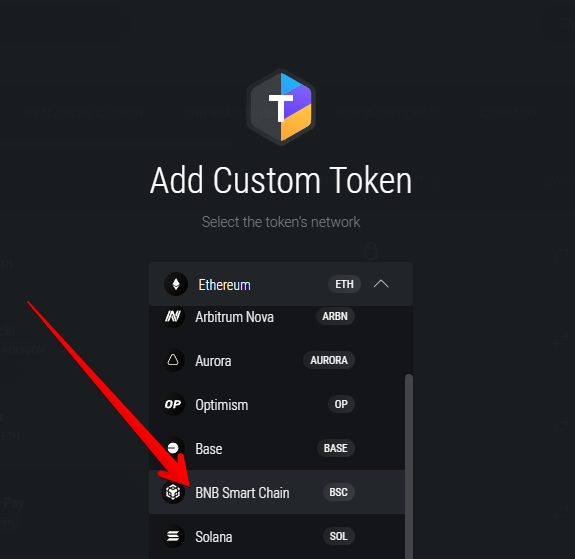 T
Add Custom Token
Select the token's network
Ethereum ETH
Arbitrum Nova ARBN
Aurora AURORA
OP Optimism OP
Base BASE
BNB Smart Chain BSC
Solana SOL
Pay